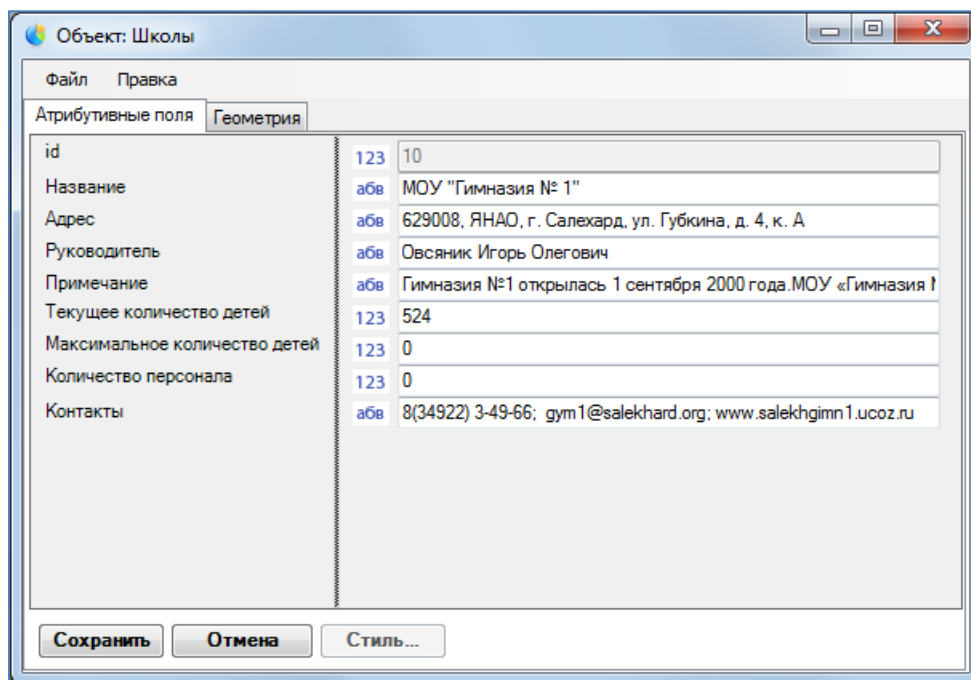 Объект: Школы
Файл Правка
Атрибутивные поля Геометрия
id 123 10
Название абв МОУ "Гимназия № 1"
Адрес абв 629008, ЯНАО, г. Салехард, ул. Губкина, д. 4, к. А
Руководитель абв Овсяник Игорь Олегович
Примечание абв Гимназия №1 открылась 1 сентября 2000 года.МОУ «Гимназия
Текущее количество детей 123 524
Максимальное количество детей 123 0
Количество персонала 123 0
Контакты абв 8(34922) 3-49-66; gym1@salekhard.org; www.salekhgimn1.ucoz.ru
Сохранить Отмена Стиль...